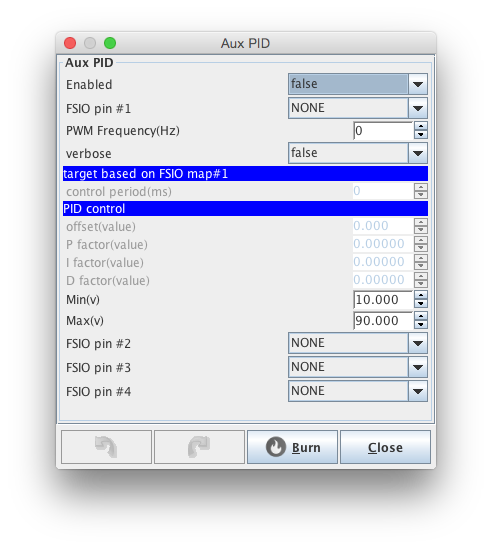 Aux PID
Aux PID
Enabled false
FSIO pin #1 NONE
PWM Frequency(Hz) 0
verbose false
target based on FSIO map#1
control period(ms) 0
PID control
offset(value) 0.000
P factor(value) 0.00000
I factor(value) 0.00000
D factor(value) 0.00000
Min(v) 10.000
Max(v) 90.000
FSIO pin #2 NONE
FSIO pin #3 NONE
FSIO pin #4 NONE
Burn Close